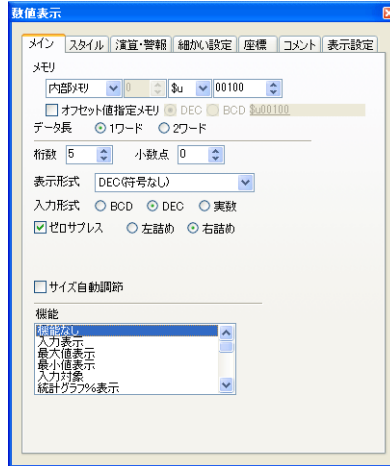 数値表示
メイン スタイル 演算・警報 細かい設定 座標 コメント 表示設定
メモリ
内部メモリ 0 $u 00100
オフセット値指定メモリ DEC BCD $u00100
データ長 1ワード 2ワード
桁数 5 小数点 0
表示形式 DEC(符号なし)
入力形式 BCD DEC 実数
ゼロサプレス 左詰め 右詰め
サイズ自動調節
機能
機能なし
入力表示
最大値表示
最小値表示
入力対象
統計グラフ%表示